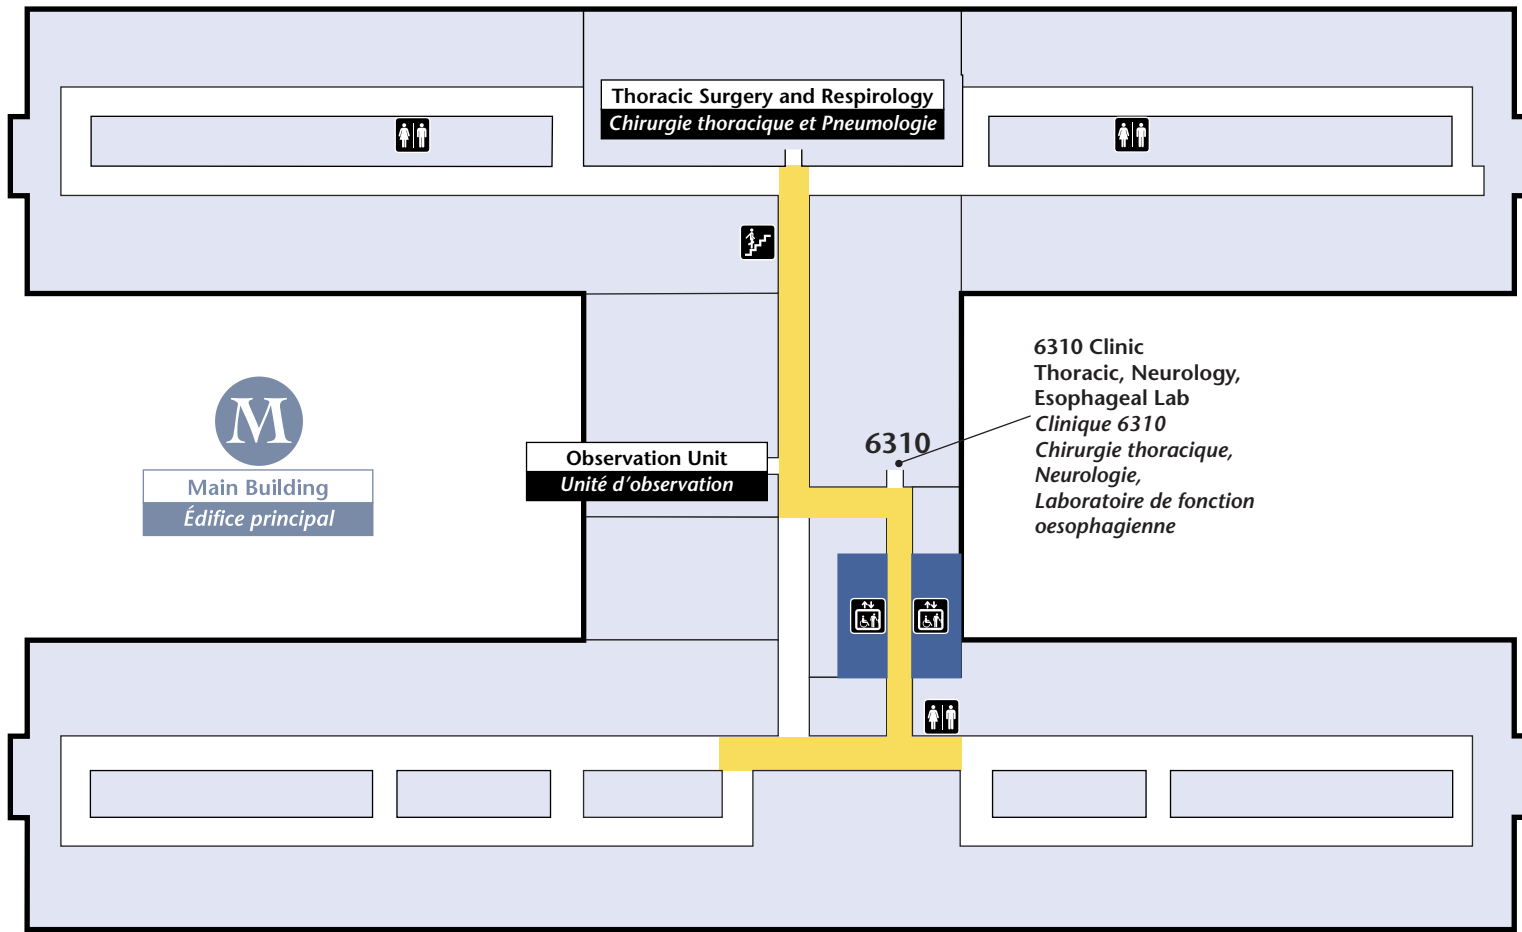 Thoracic Surgery and Respirology
Chirurgie thoracique et Pneumologie
M
Main Building
Édifice principal
Observation Unit
Unité d’observation
6310
6310 Clinic
Thoracic, Neurology,
Esophageal Lab
Clinique 6310
Chirurgie thoracique,
Neurologie,
Laboratoire de fonction
oesophagienne